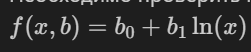 f(x, b) = b₀ + b₁ ln(x)